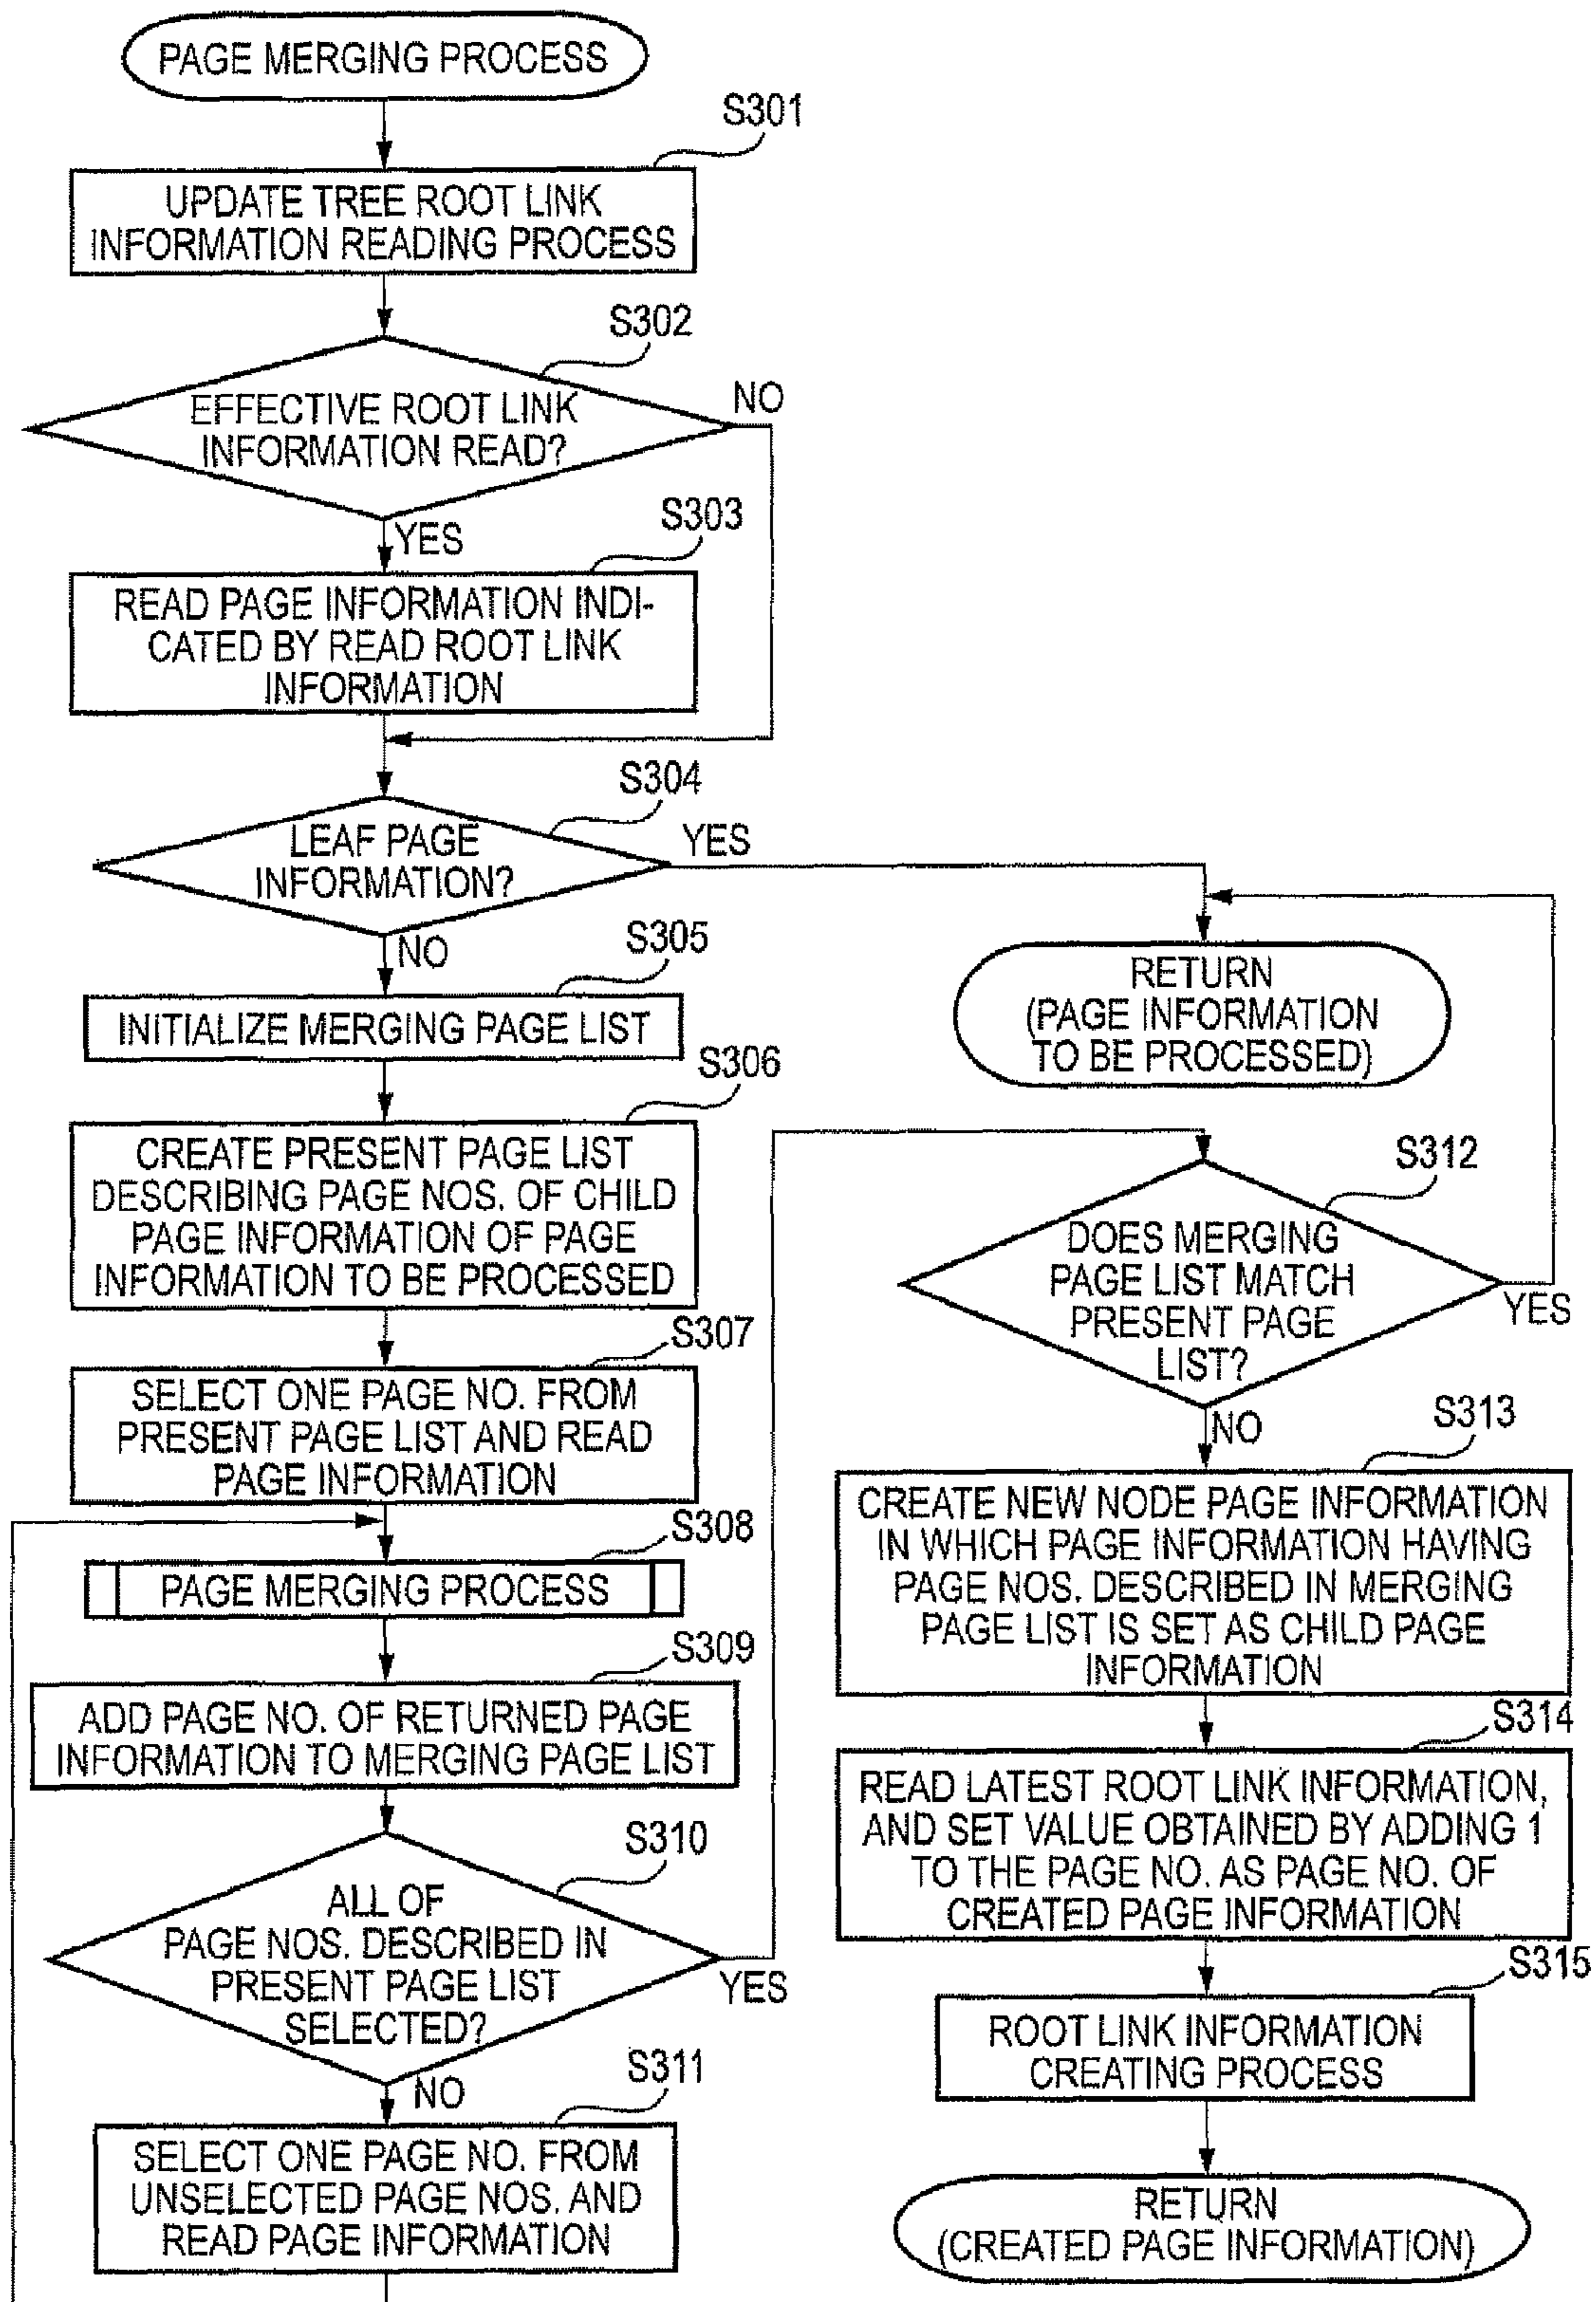 PAGE MERGING PROCESS
S301
UPDATE TREE ROOT LINK
INFORMATION READING PROCESS
S302
EFFECTIVE ROOT LINK
INFORMATION READ?
NO
YES
S303
READ PAGE INFORMATION INDI-
CATED BY READ ROOT LINK
INFORMATION
S304
LEAF PAGE
INFORMATION?
YES
NO
S305
INITIALIZE MERGING PAGE LIST
S306
CREATE PRESENT PAGE LIST
DESCRIBING PAGE NOS. OF CHILD
PAGE INFORMATION OF PAGE
INFORMATION TO BE PROCESSED
S307
SELECT ONE PAGE NO. FROM
PRESENT PAGE LIST AND READ
PAGE INFORMATION
S308
PAGE MERGING PROCESS
S309
ADD PAGE NO. OF RETURNED PAGE
INFORMATION TO MERGING PAGE LIST
S310
ALL OF
PAGE NOS. DESCRIBED IN
PRESENT PAGE LIST
SELECTED?
YES
NO
S311
SELECT ONE PAGE NO. FROM
UNSELECTED PAGE NOS. AND
READ PAGE INFORMATION
RETURN
(PAGE INFORMATION
TO BE PROCESSED)
S312
DOES MERGING
PAGE LIST MATCH
PRESENT PAGE
LIST?
YES
NO
S313
CREATE NEW NODE PAGE INFORMATION
IN WHICH PAGE INFORMATION HAVING
PAGE NOS. DESCRIBED IN MERGING
PAGE LIST IS SET AS CHILD PAGE
INFORMATION
S314
READ LATEST ROOT LINK INFORMATION,
AND SET VALUE OBTAINED BY ADDING 1
TO THE PAGE NO. AS PAGE NO. OF
CREATED PAGE INFORMATION
S315
ROOT LINK INFORMATION
CREATING PROCESS
RETURN
(CREATED PAGE INFORMATION)